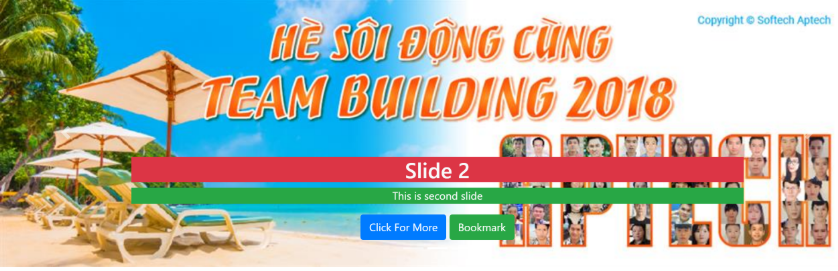 Copyright © Softech Aptech
HÈ SÔI ĐỘNG CÙNG
TEAM BUILDING 2018
APTECH
Slide 2
This is second slide
Click For More
Bookmark